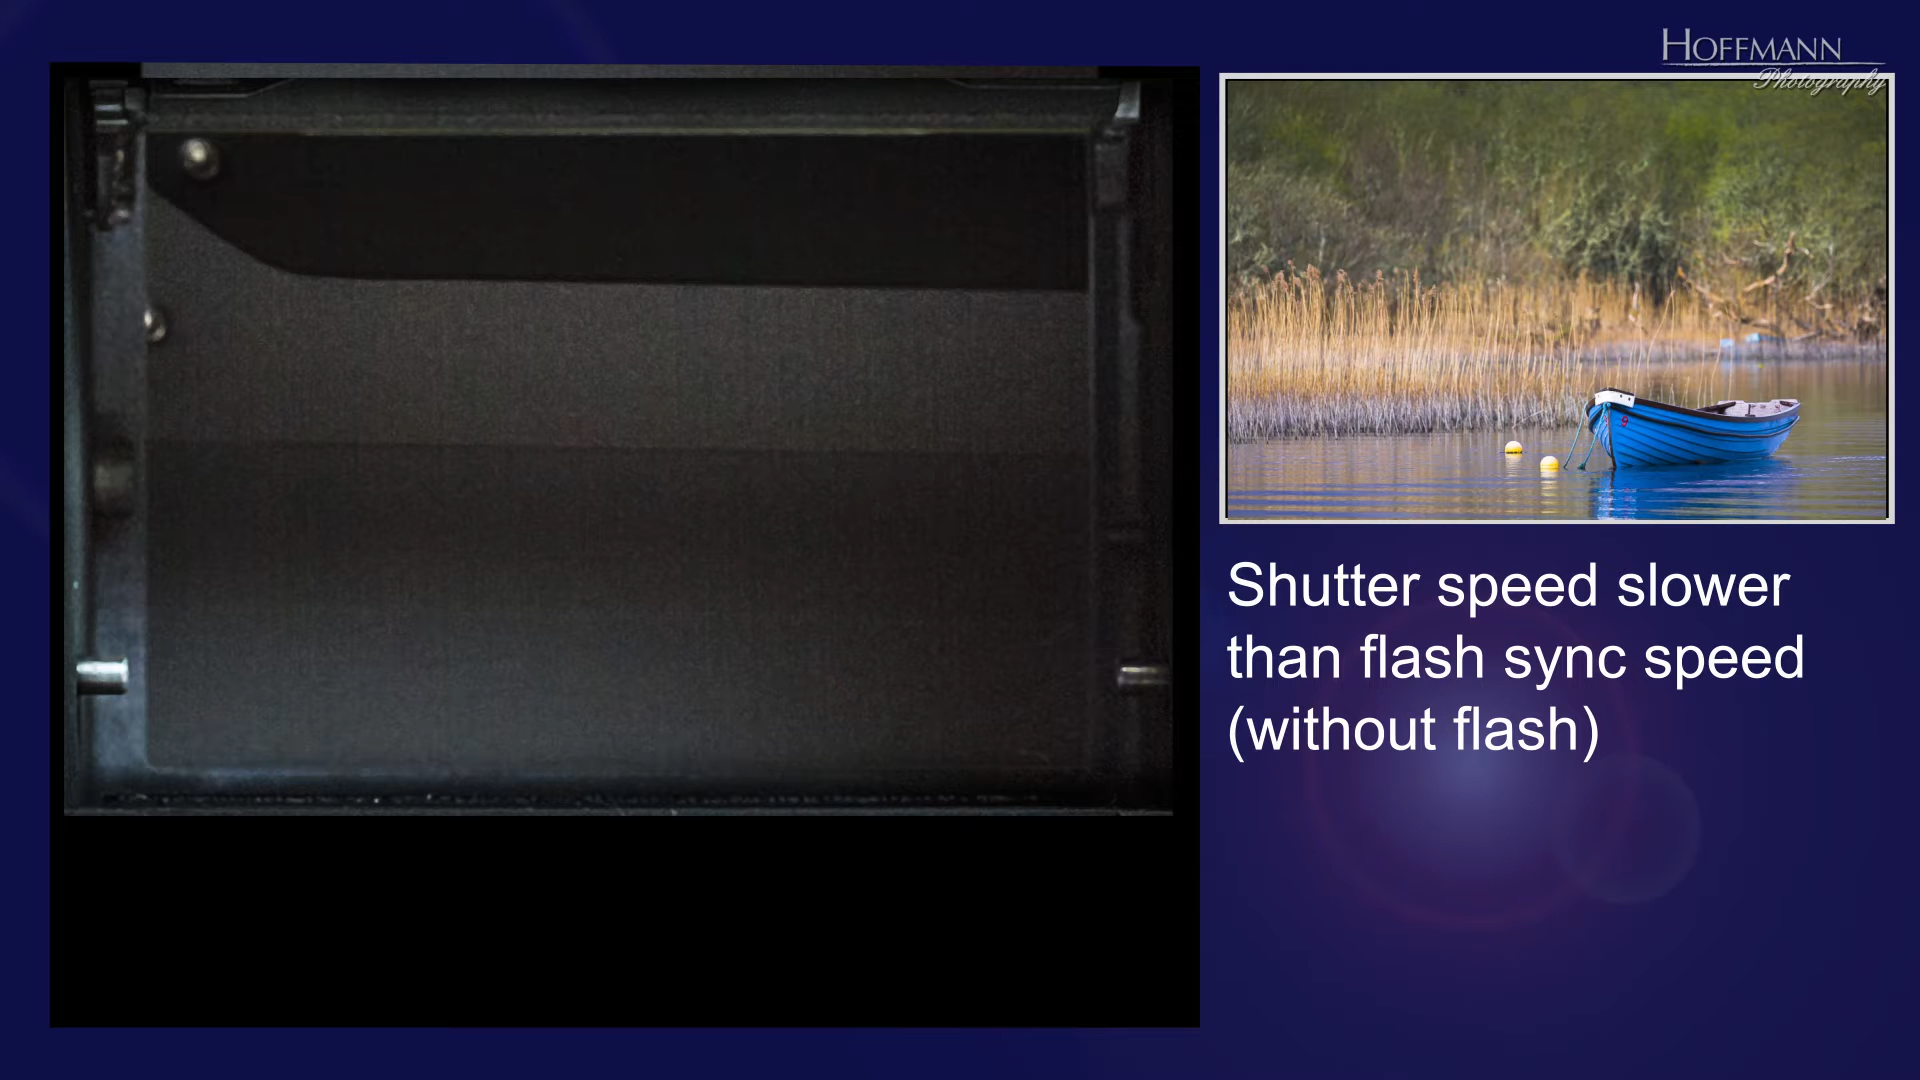 HOFFMANN
Photography
Shutter speed slower
than flash sync speed
(without flash)